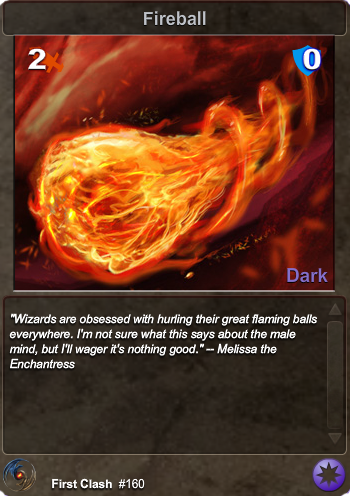 Fireball
2
0
Dark
"Wizards are obsessed with hurling their great flaming balls
everywhere. I'm not sure what this says about the male
mind, but I'll wager it's nothing good." -- Melissa the
Enchantress
First Clash #160